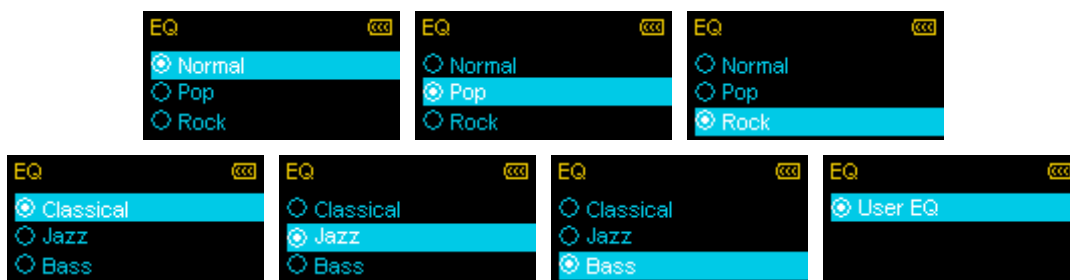 EQ
Normal
Pop
Rock
EQ
Normal
Pop
Rock
EQ
Normal
Pop
Rock
EQ
Classical
Jazz
Bass
EQ
Classical
Jazz
Bass
EQ
Classical
Jazz
Bass
EQ
User EQ